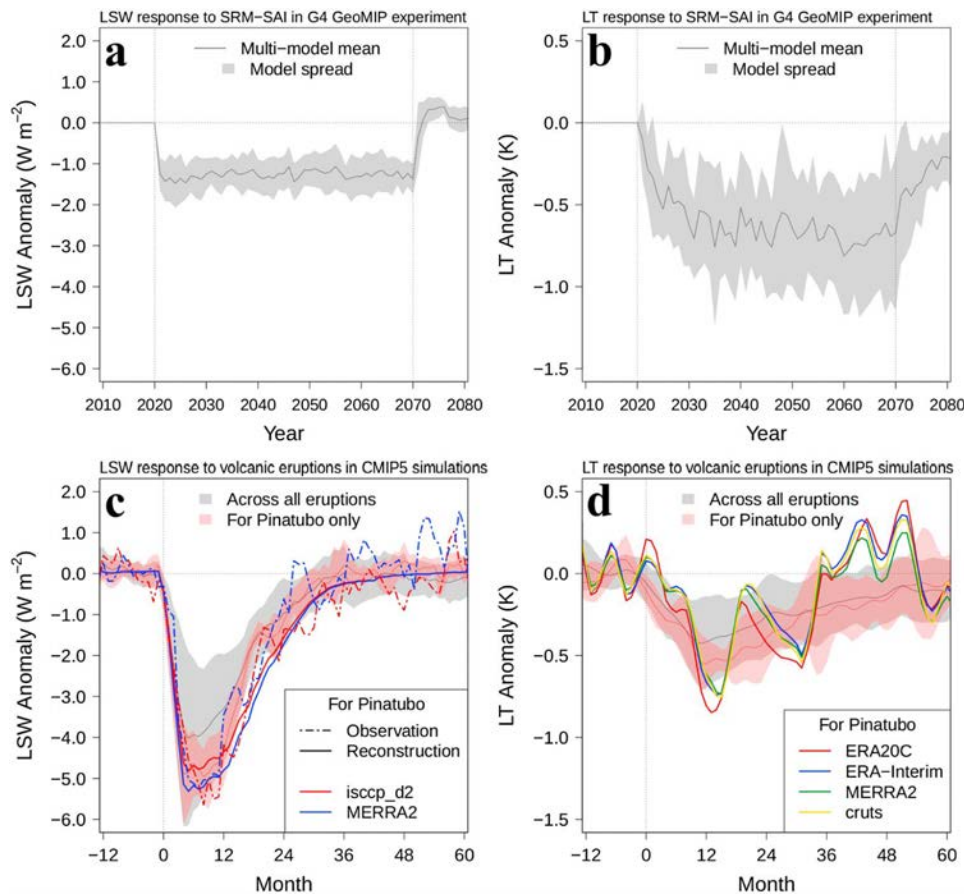 LSW response to SRM−SAI in G4 GeoMIP experiment
a
Multi−model mean
Model spread
LSW Anomaly (W m−2)
2.0
1.0
0.0
−1.0
−2.0
−3.0
−4.0
−5.0
−6.0
2010 2020 2030 2040 2050 2060 2070 2080
Year
LT response to SRM−SAI in G4 GeoMIP experiment
b
Multi−model mean
Model spread
LT Anomaly (K)
0.5
0.0
−0.5
−1.0
−1.5
2010 2020 2030 2040 2050 2060 2070 2080
Year
LSW response to volcanic eruptions in CMIP5 simulations
c
Across all eruptions
For Pinatubo only
LSW Anomaly (W m−2)
2.0
1.0
0.0
−1.0
−2.0
−3.0
−4.0
−5.0
−6.0
For Pinatubo
Observation
Reconstruction
isccp_d2
MERRA2
−12 0 12 24 36 48 60
Month
LT response to volcanic eruptions in CMIP5 simulations
d
Across all eruptions
For Pinatubo only
LT Anomaly (K)
0.5
0.0
−0.5
−1.0
−1.5
For Pinatubo
ERA20C
ERA−Interim
MERRA2
cruts
−12 0 12 24 36 48 60
Month